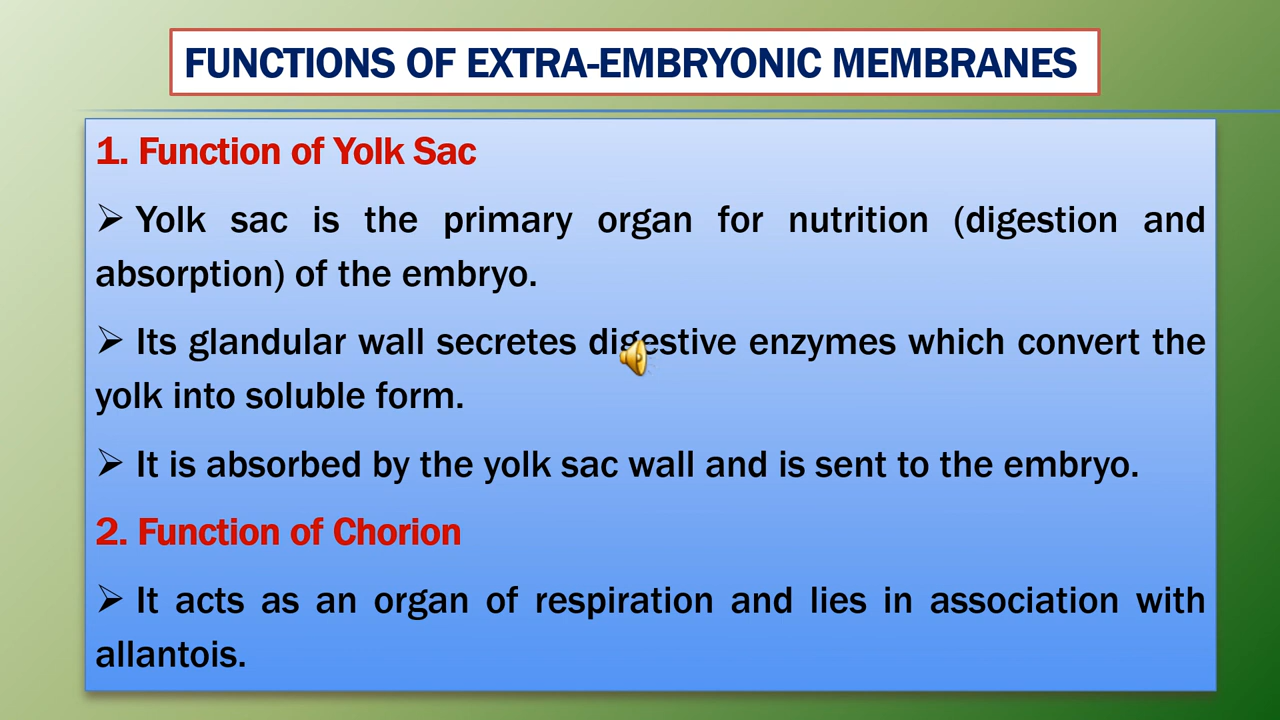 FUNCTIONS OF EXTRA-EMBRYONIC MEMBRANES
1. Function of Yolk Sac
➢ Yolk sac is the primary organ for nutrition (digestion and
absorption) of the embryo.
➢ Its glandular wall secretes digestive enzymes which convert the
yolk into soluble form.
➢ It is absorbed by the yolk sac wall and is sent to the embryo.
2. Function of Chorion
➢ It acts as an organ of respiration and lies in association with
allantois.